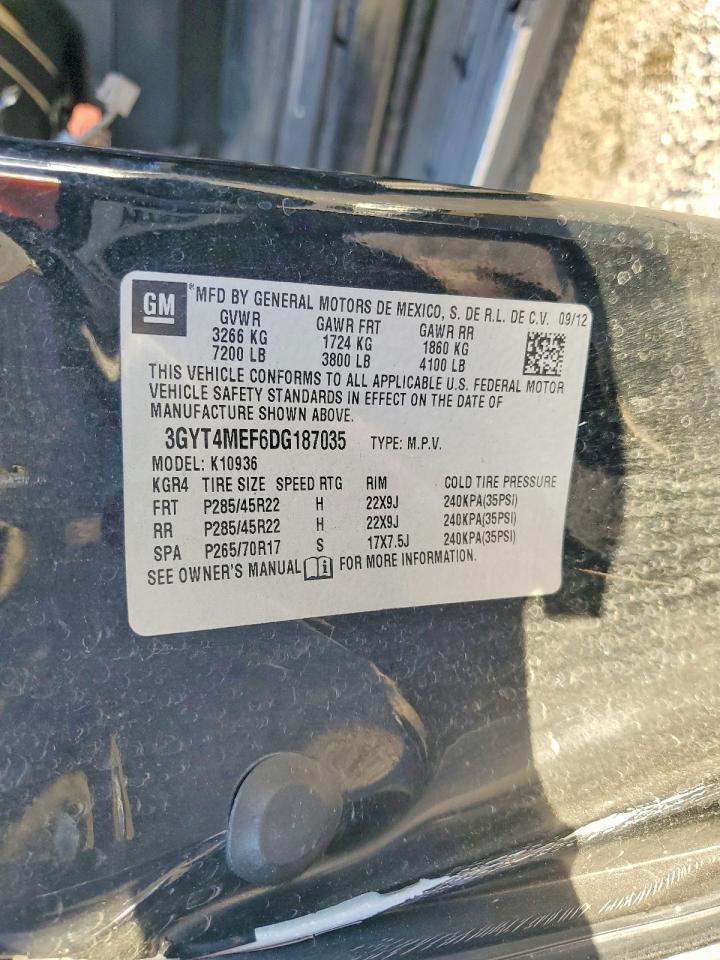 GM
*MFD BY GENERAL MOTORS DE MEXICO, S. DE R.L. DE C.V. 09/12
GVWR GAWR FRT GAWR RR
3266 KG 1724 KG 1860 KG
7200 LB 3800 LB 4100 LB
THIS VEHICLE CONFORMS TO ALL APPLICABLE U.S. FEDERAL MOTOR
VEHICLE SAFETY STANDARDS IN EFFECT ON THE DATE OF
MANUFACTURE SHOWN ABOVE.
3GYT4MEF6DG187035 TYPE: M.P.V.
MODEL: K10936
KGR4 TIRE SIZE SPEED RTG RIM COLD TIRE PRESSURE
FRT P285/45R22 H 22X9J 240KPA(35PSI)
RR P285/45R22 H 22X9J 240KPA(35PSI)
SPA P265/70R17 S 17X7.5J 240KPA(35PSI)
SEE OWNER'S MANUAL FOR MORE INFORMATION.